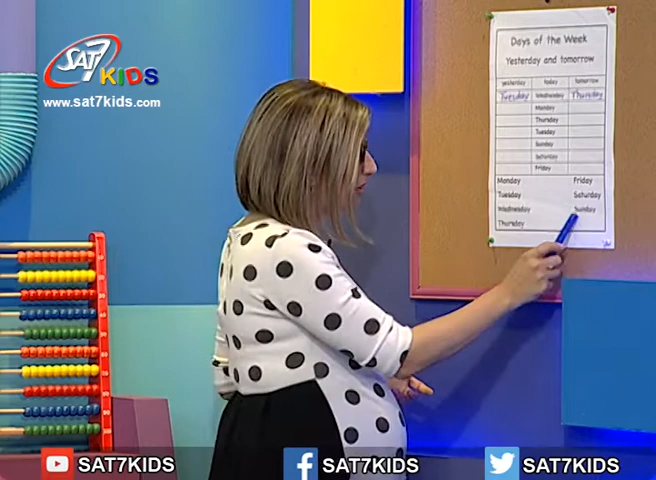 SAT7 KIDS
www.sat7kids.com
Days of the Week
Yesterday and tomorrow
yesterday today tomorrow
Tuesday Wednesday Thursday
Monday
Thursday
Tuesday
Sunday
Saturday
Friday
Monday Friday
Tuesday Saturday
Wednesday Sunday
Thursday
SAT7KIDS SAT7KIDS SAT7KIDS